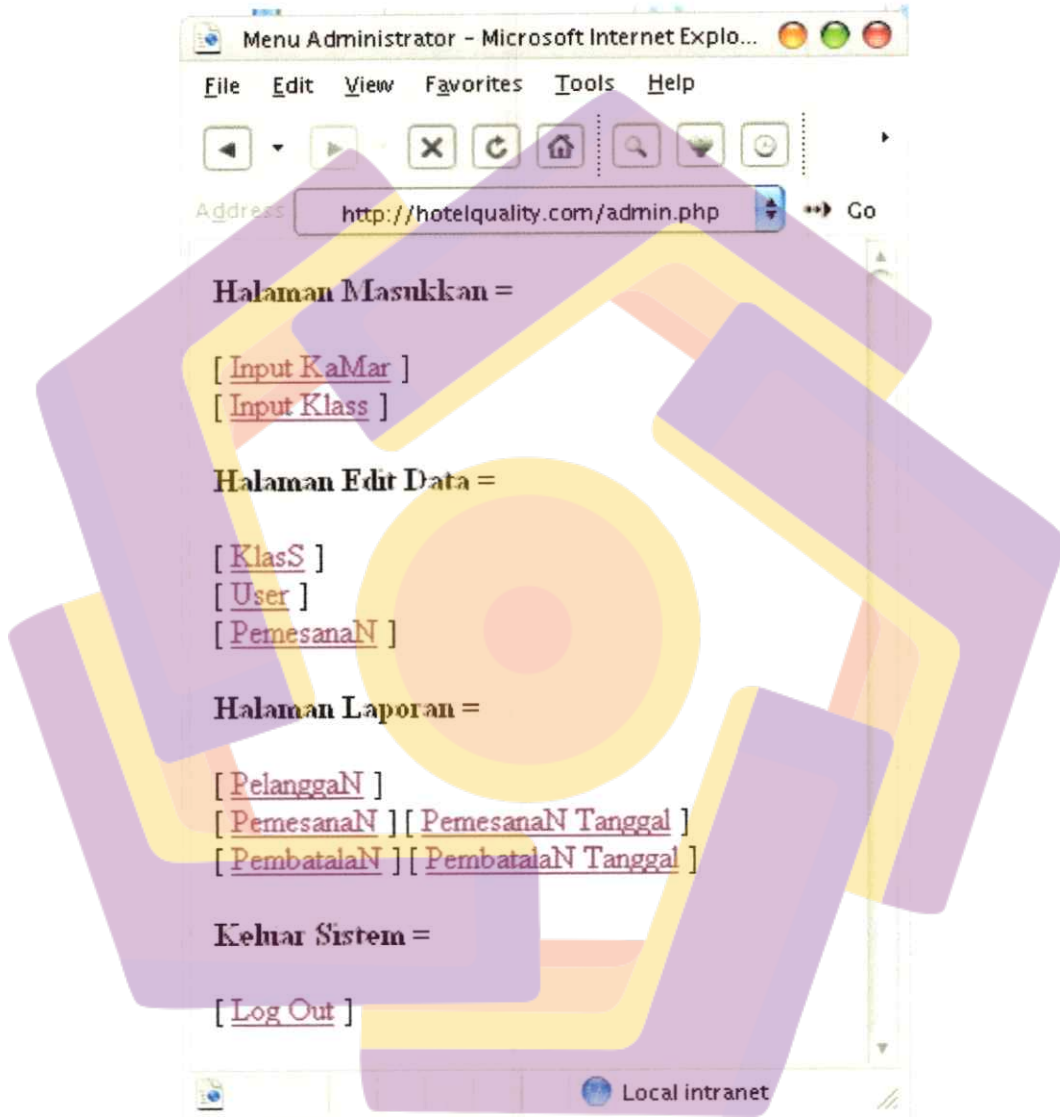 Menu Administrator - Microsoft Internet Explo...
File Edit View Favorites Tools Help
Address http://hotelquality.com/admin.php Go
Halaman Masukkan =
[ Input KaMar ]
[ Input Klass ]
Halaman Edit Data =
[ KlasS ]
[ User ]
[ PemesanaN ]
Halaman Laporan =
[ PelanggaN ]
[ PemesanaN ] [ PemesanaN Tanggal ]
[ PembatalaN ] [ PembatalaN Tanggal ]
Keluar Sistem =
[ Log Out ]
Local intranet